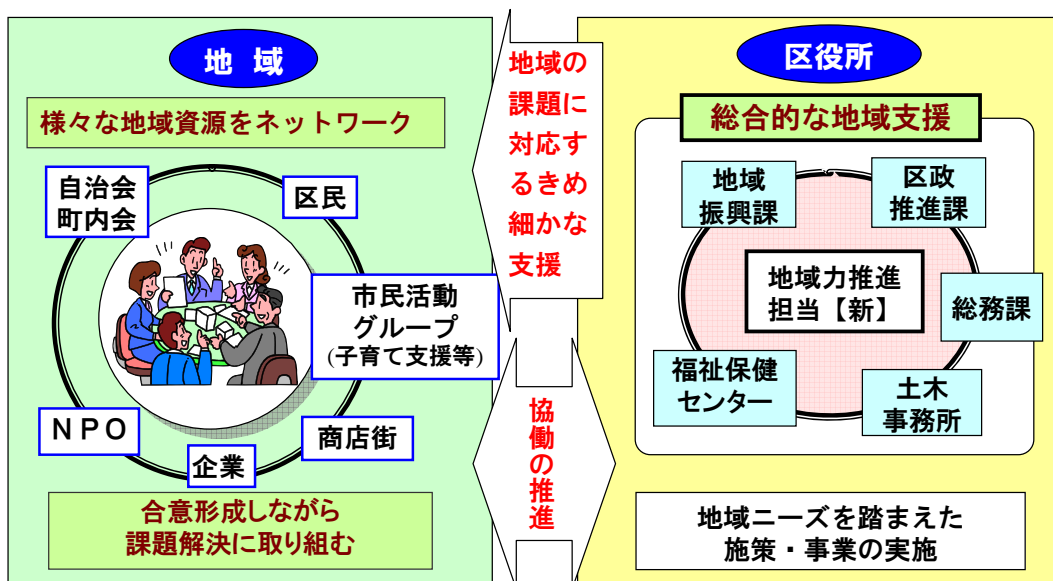 地 域
様々な地域資源をネットワーク
自治会
町内会
区民
市民活動
グループ
(子育て支援等)
ＮＰＯ
企業
商店街
合意形成しながら
課題解決に取り組む
地域の
課題に
対応す
るきめ
細かな
支援
協働の推進
区役所
総合的な地域支援
地域
振興課
区政
推進課
地域力推進
担当【新】
総務課
福祉保健
センター
土木
事務所
地域ニーズを踏まえた
施策・事業の実施